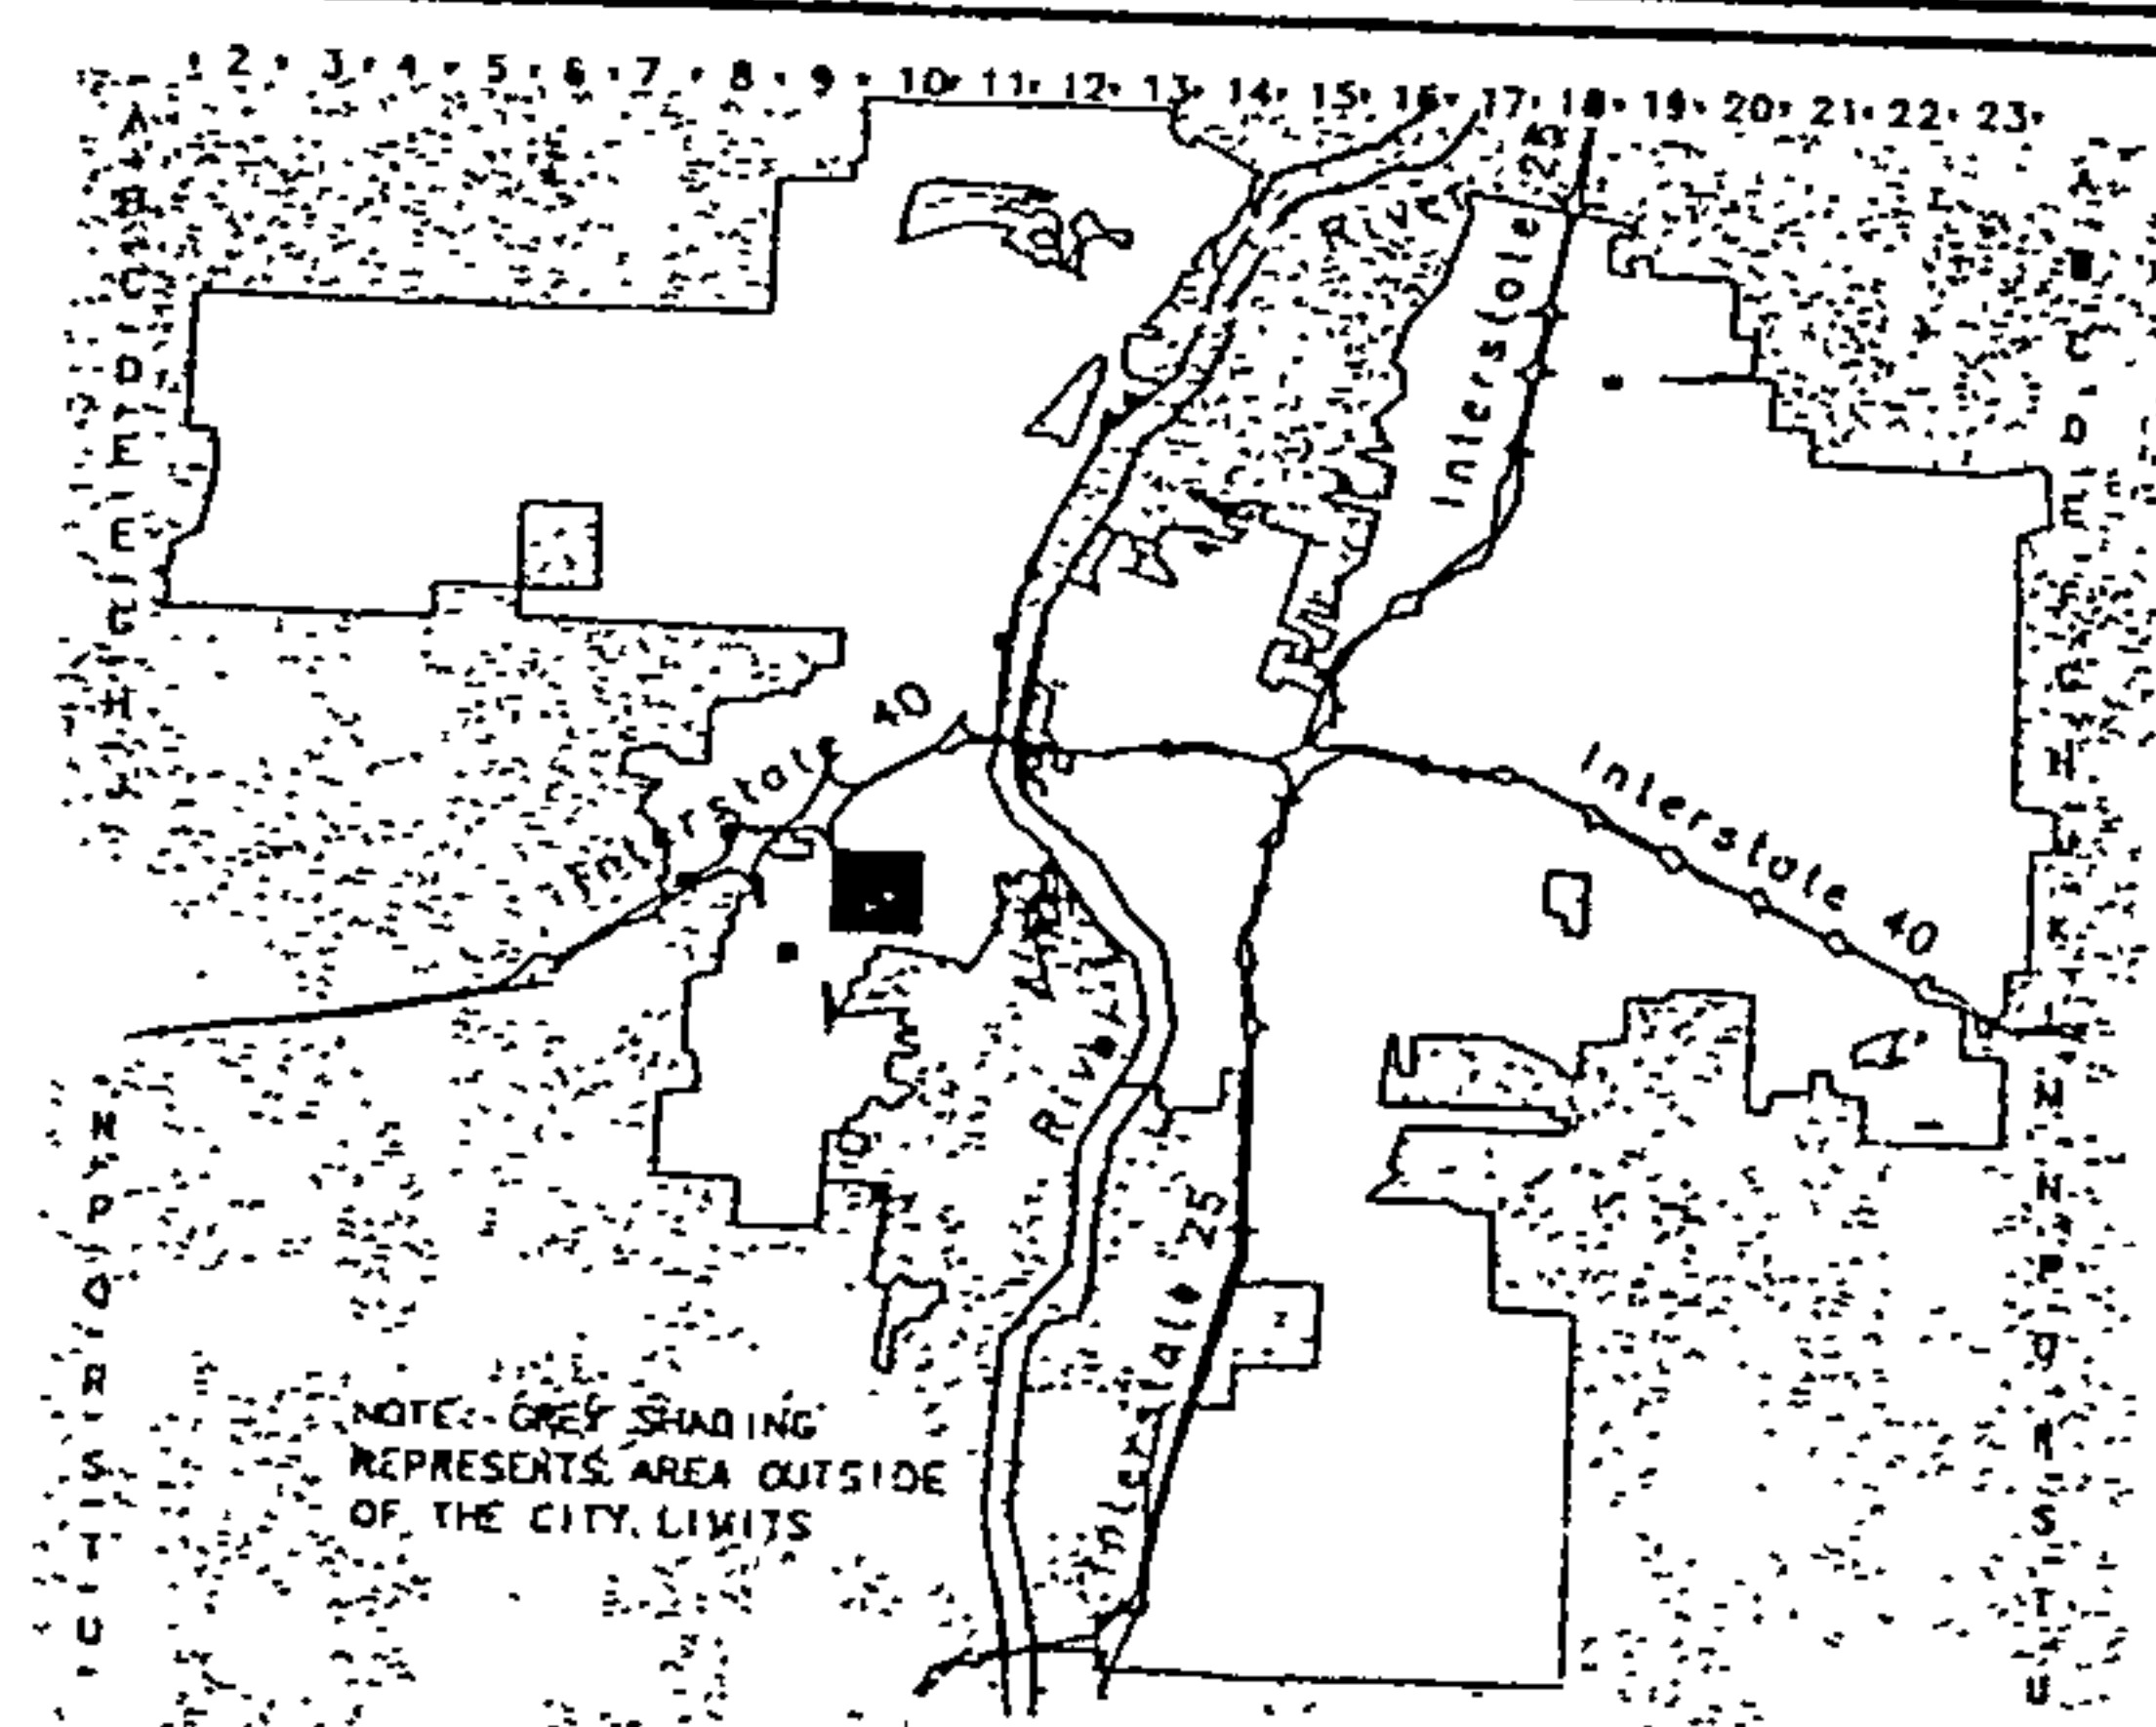 2 3 4 5 6 7 8 9 10 11 12 13 14 15 16 17 18 19 20 21 22 23
A
B
C
D
E
E
G
H
N
P
Q
R
S
T
U
A
C
D
E
G
H
K
L
N
N
P
Q
R
S
T
U
River
Interstate 25
Interstate 40
Interstate 40
River
Interstate 25
NOTE: GREY SHADING
REPRESENTS AREA OUTSIDE
OF THE CITY LIMITS